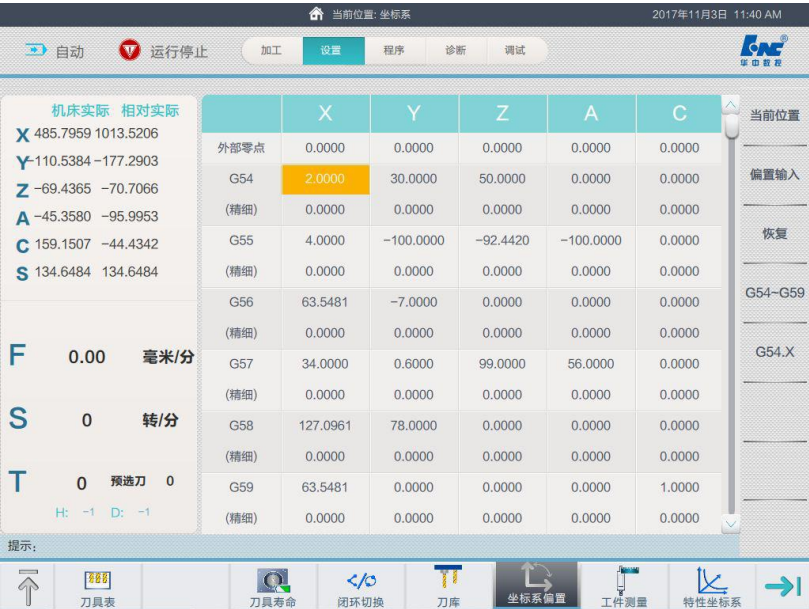 当前位置: 坐标系
2017年11月3日 11:40 AM
自动
运行停止
加工 设置 程序 诊断 调试
HNC
华中数控
机床实际 相对实际
X 485.7959 1013.5206
Y -110.5384 -177.2903
Z -69.4365 -70.7066
A -45.3580 -95.9953
C 159.1507 -44.4342
S 134.6484 134.6484
F 0.00 毫米/分
S 0 转/分
T 0 预选刀 0
H: -1 D: -1
X Y Z A C
外部零点 0.0000 0.0000 0.0000 0.0000 0.0000
G54 2.0000 30.0000 50.0000 0.0000 0.0000
(精细) 0.0000 0.0000 0.0000 0.0000 0.0000
G55 4.0000 -100.0000 -92.4420 -100.0000 0.0000
(精细) 0.0000 0.0000 0.0000 0.0000 0.0000
G56 63.5481 -7.0000 0.0000 0.0000 0.0000
(精细) 0.0000 0.0000 0.0000 0.0000 0.0000
G57 34.0000 0.6000 99.0000 56.0000 0.0000
(精细) 0.0000 0.0000 0.0000 0.0000 0.0000
G58 127.0961 78.0000 0.0000 0.0000 0.0000
(精细) 0.0000 0.0000 0.0000 0.0000 0.0000
G59 63.5481 0.0000 0.0000 0.0000 1.0000
(精细) 0.0000 0.0000 0.0000 0.0000 0.0000
当前位置
偏置输入
恢复
G54~G59
G54.X
提示:
刀具表 刀具寿命 闭环切换 刀库 坐标系偏置 工件测量 特性坐标系